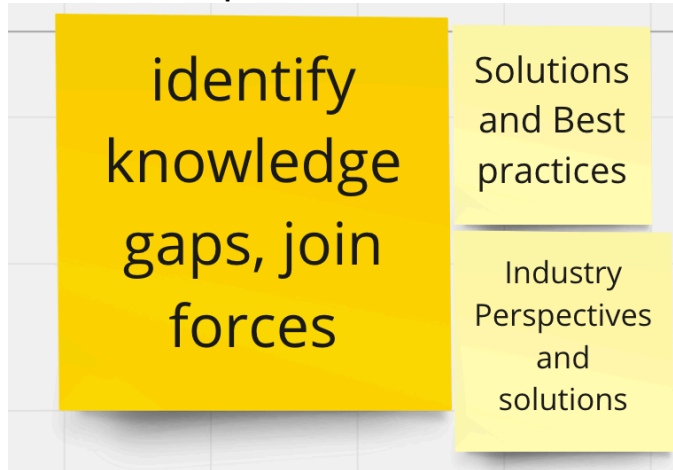 identify
knowledge
gaps, join
forces
Solutions
and Best
practices
Industry
Perspectives
and
solutions